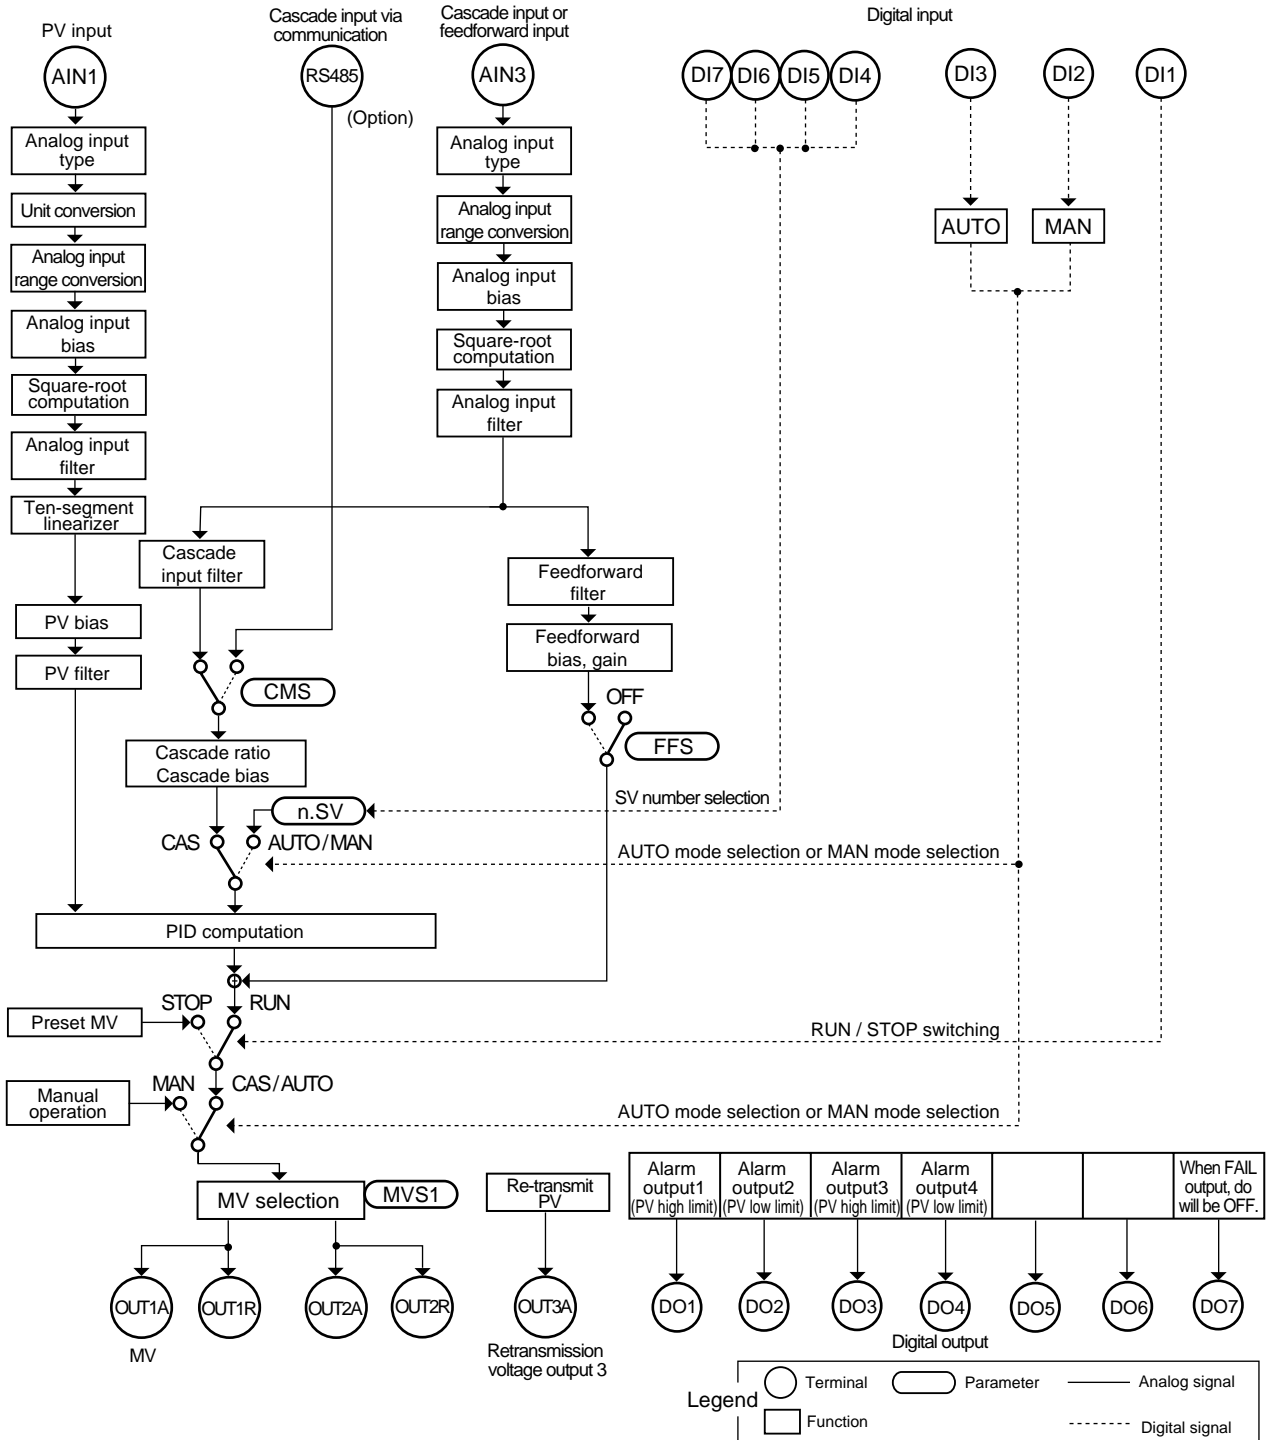 PV input
Cascade input via
communication
Cascade input or
feedforward input
Digital input
AIN1
RS485
(Option)
AIN3
DI7
DI6
DI5
DI4
DI3
DI2
DI1
Analog input
type
Unit conversion
Analog input
range conversion
Analog input
bias
Square-root
computation
Analog input
filter
Ten-segment
linearizer
PV bias
PV filter
Analog input
type
Analog input
range conversion
Analog input
bias
Square-root
computation
Analog input
filter
AUTO
MAN
Cascade
input filter
Feedforward
filter
Feedforward
bias, gain
CMS
OFF
FFS
Cascade ratio
Cascade bias
n.SV
SV number selection
CAS
AUTO / MAN
AUTO mode selection or MAN mode selection
PID computation
STOP
RUN
Preset MV
RUN / STOP switching
MAN
CAS / AUTO
Manual
operation
AUTO mode selection or MAN mode selection
MV selection
MVS1
Re-transmit
PV
Alarm
output1
(PV high limit)
Alarm
output2
(PV low limit)
Alarm
output3
(PV high limit)
Alarm
output4
(PV low limit)
When FAIL
output, do
will be OFF.
OUT1A
OUT1R
OUT2A
OUT2R
OUT3A
DO1
DO2
DO3
DO4
DO5
DO6
DO7
MV
Retransmission
voltage output 3
Digital output
Legend
Terminal
Parameter
Analog signal
Function
Digital signal